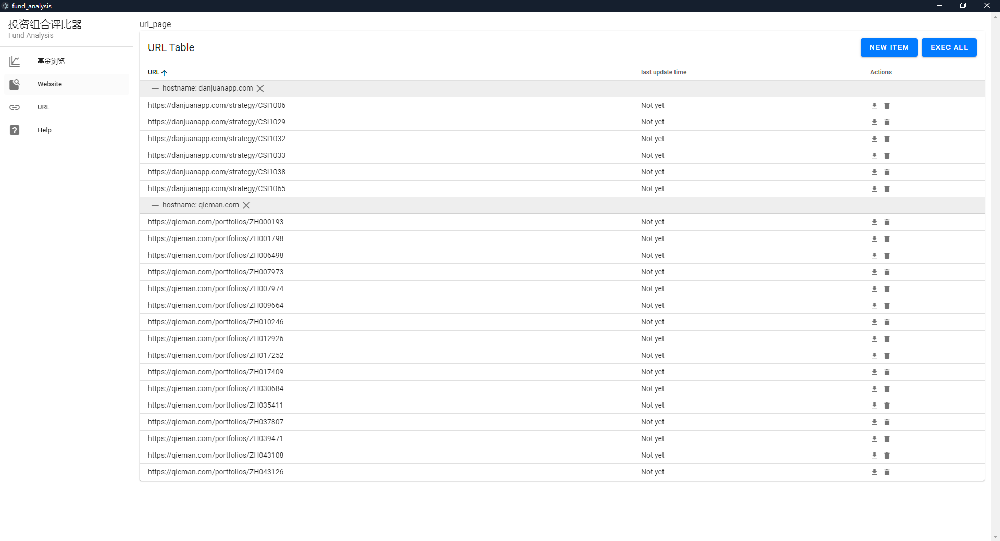 fund_analysis
投资组合评比器
Fund Analysis
基金浏览
Website
URL
Help
url_page
URL Table
NEW ITEM EXEC ALL
URL last update time Actions
hostname: danjuanapp.com
https://danjuanapp.com/strategy/CSI1006 Not yet
https://danjuanapp.com/strategy/CSI1029 Not yet
https://danjuanapp.com/strategy/CSI1032 Not yet
https://danjuanapp.com/strategy/CSI1033 Not yet
https://danjuanapp.com/strategy/CSI1038 Not yet
https://danjuanapp.com/strategy/CSI1065 Not yet
hostname: qieman.com
https://qieman.com/portfolios/ZH000193 Not yet
https://qieman.com/portfolios/ZH001798 Not yet
https://qieman.com/portfolios/ZH006498 Not yet
https://qieman.com/portfolios/ZH007973 Not yet
https://qieman.com/portfolios/ZH007974 Not yet
https://qieman.com/portfolios/ZH009664 Not yet
https://qieman.com/portfolios/ZH010246 Not yet
https://qieman.com/portfolios/ZH012926 Not yet
https://qieman.com/portfolios/ZH017252 Not yet
https://qieman.com/portfolios/ZH017409 Not yet
https://qieman.com/portfolios/ZH030684 Not yet
https://qieman.com/portfolios/ZH035411 Not yet
https://qieman.com/portfolios/ZH037807 Not yet
https://qieman.com/portfolios/ZH039471 Not yet
https://qieman.com/portfolios/ZH043108 Not yet
https://qieman.com/portfolios/ZH043126 Not yet